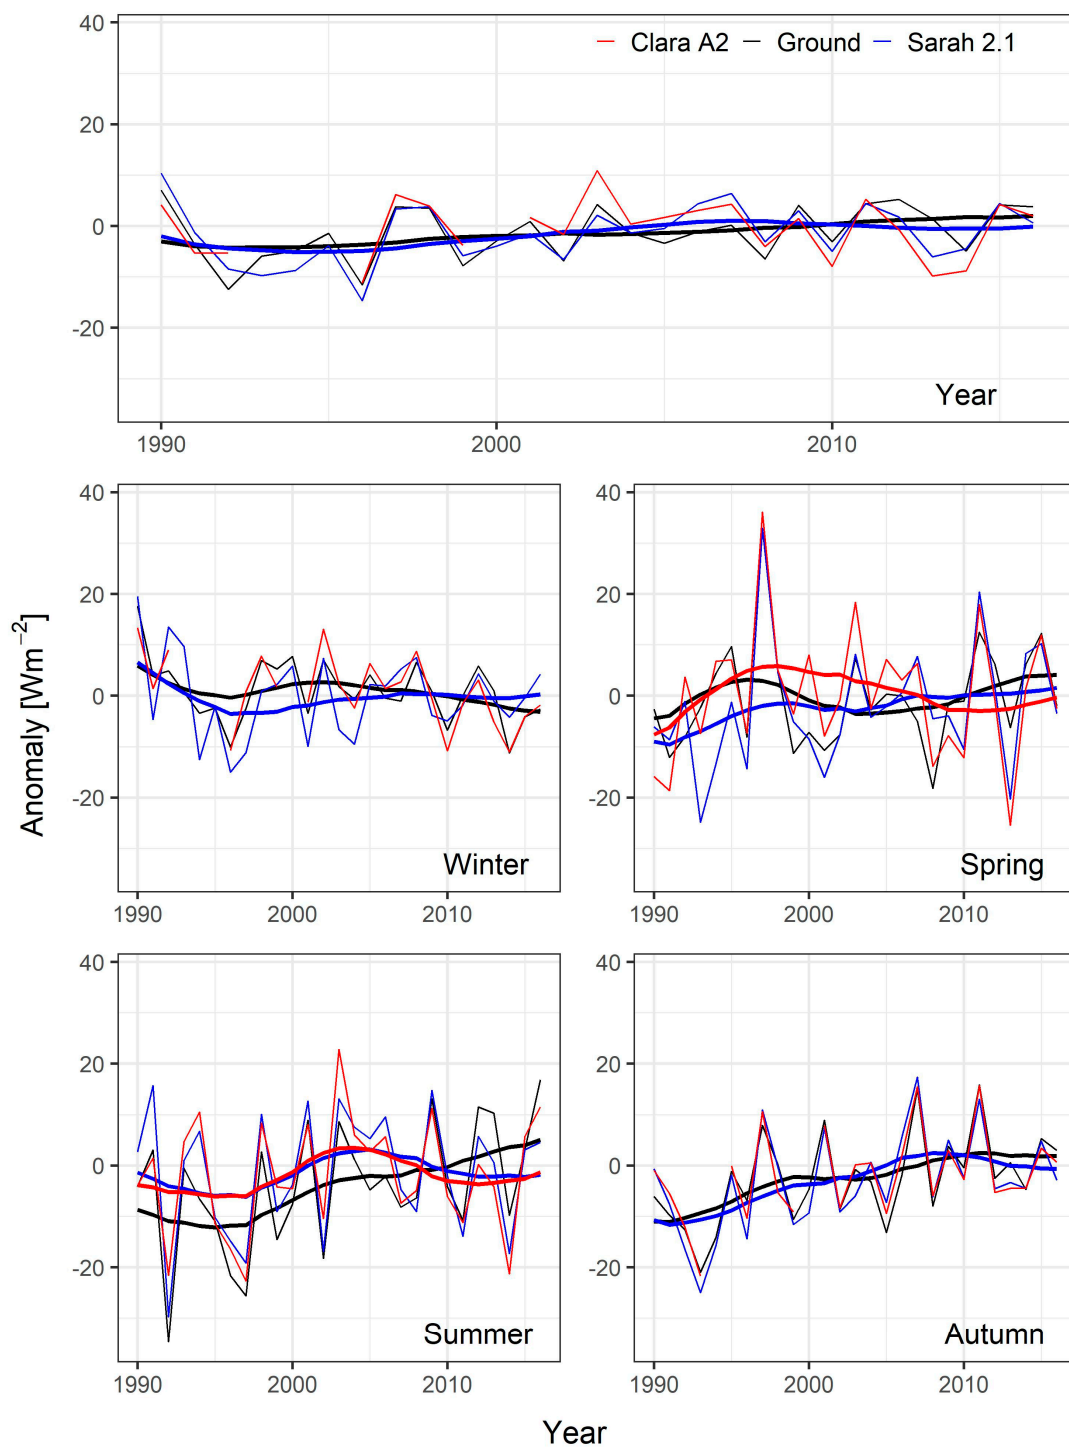 40
Clara A2 Ground Sarah 2.1
20
0
-20
Year
1990 2000 2010
40 40
20 20
0 0
-20 -20
Winter Spring
1990 2000 2010 1990 2000 2010
Anomaly [Wm⁻²]
40 40
20 20
0 0
-20 -20
Summer Autumn
1990 2000 2010 1990 2000 2010
Year